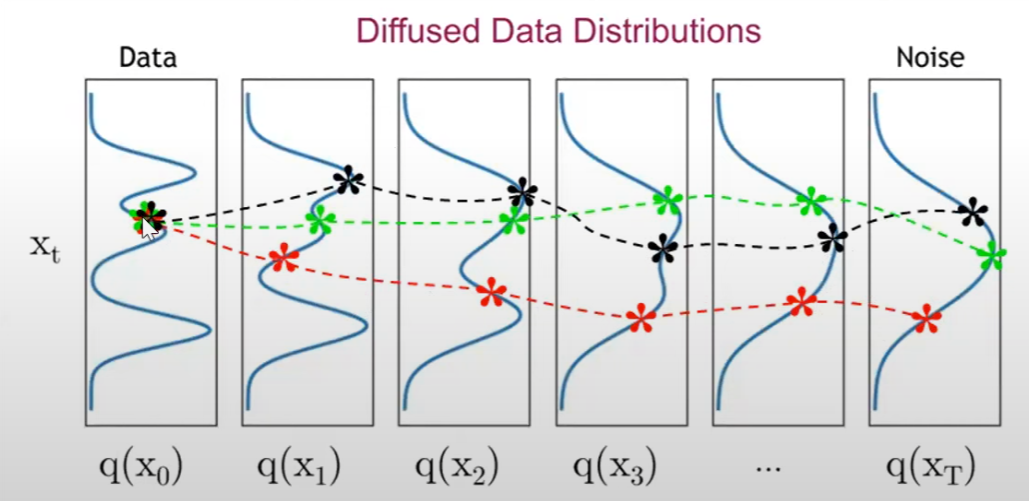 Diffused Data Distributions
Data
Noise
x_t
q(x_0)
q(x_1)
q(x_2)
q(x_3)
...
q(x_T)